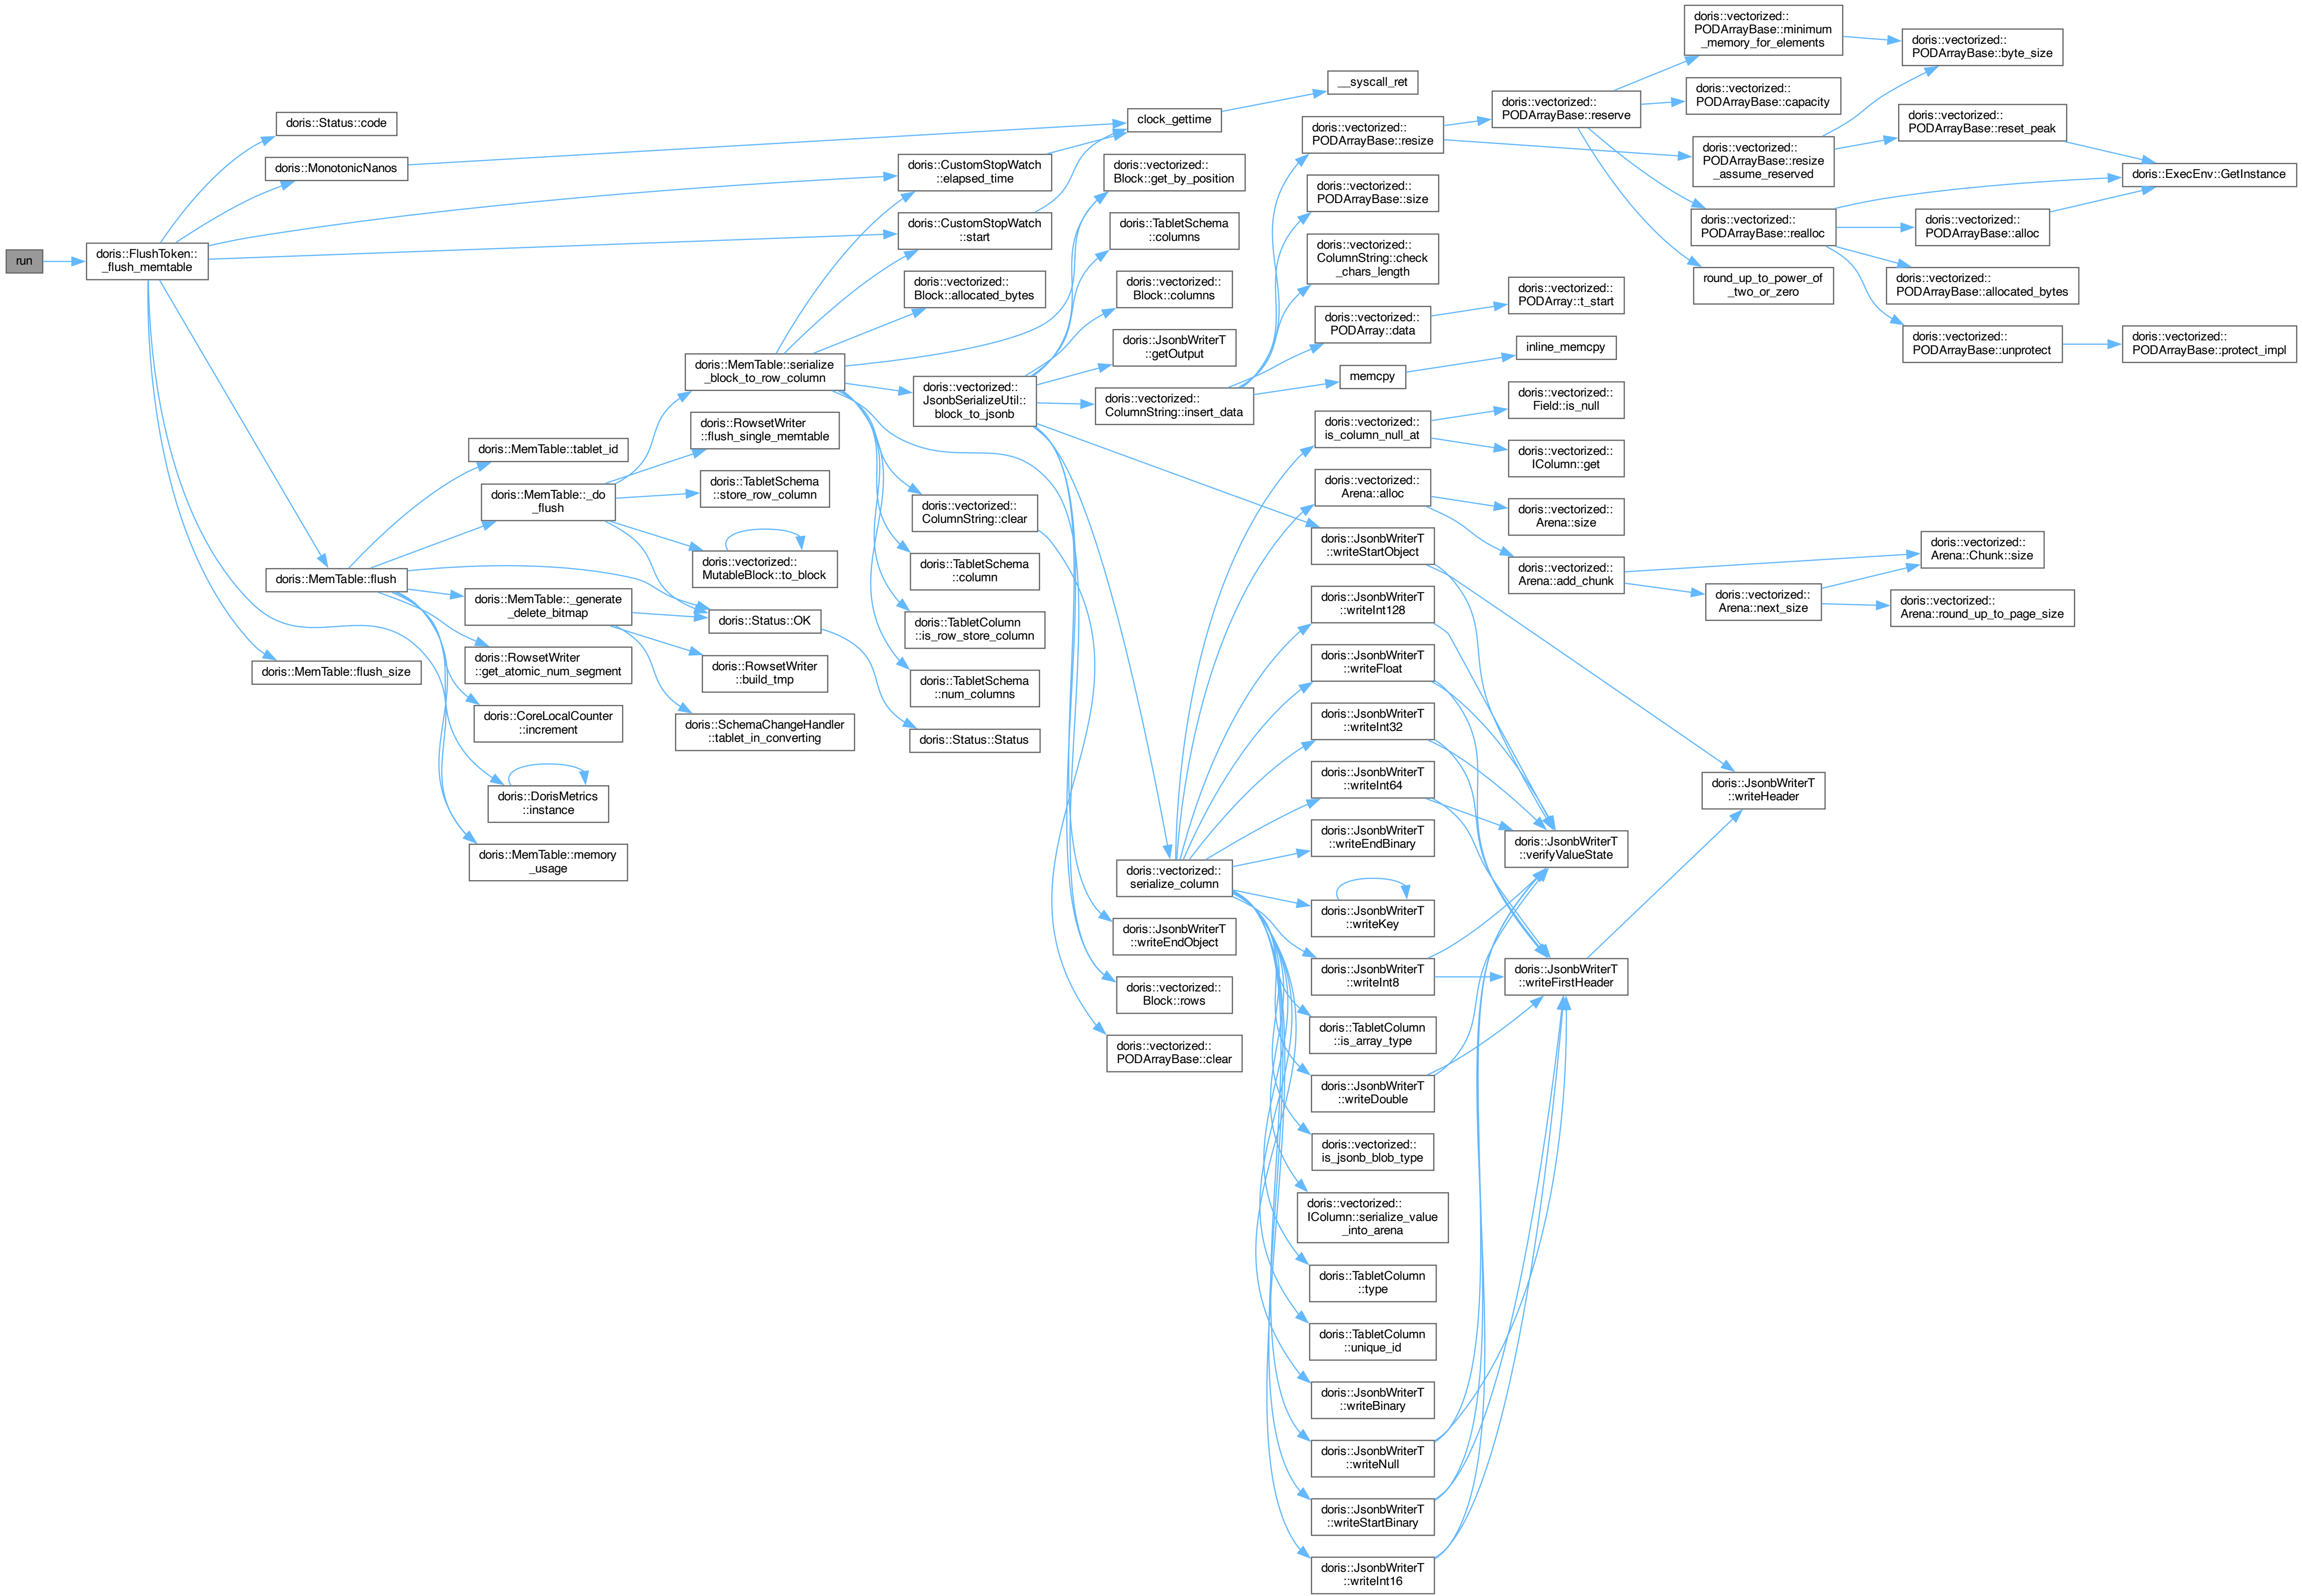 run
doris::FlushToken::
_flush_memtable
doris::Status::code
doris::MonotonicNanos
doris::MemTable::flush
doris::MemTable::flush_size
doris::MemTable::tablet_id
doris::MemTable::_do
_flush
doris::MemTable::_generate
_delete_bitmap
doris::RowsetWriter
::get_atomic_num_segment
doris::CoreLocalCounter
::increment
doris::DorisMetrics
::instance
doris::MemTable::memory
_usage
doris::MemTable::serialize
_block_to_row_column
doris::RowsetWriter
::flush_single_memtable
doris::TabletSchema
::store_row_column
doris::vectorized::
MutableBlock::to_block
doris::Status::OK
doris::RowsetWriter
::build_tmp
doris::SchemaChangeHandler
::tablet_in_converting
doris::CustomStopWatch
::elapsed_time
doris::CustomStopWatch
::start
doris::vectorized::
Block::allocated_bytes
doris::vectorized::
JsonbSerializeUtil::
block_to_jsonb
doris::vectorized::
ColumnString::clear
doris::TabletSchema
::column
doris::TabletColumn
::is_row_store_column
doris::TabletSchema
::num_columns
doris::Status::Status
clock_gettime
doris::vectorized::
Block::get_by_position
doris::TabletSchema
::columns
doris::vectorized::
Block::columns
doris::JsonbWriterT
::getOutput
doris::vectorized::
ColumnString::insert_data
doris::vectorized::
serialize_column
doris::JsonbWriterT
::writeEndObject
doris::vectorized::
Block::rows
doris::vectorized::
PODArrayBase::clear
__syscall_ret
doris::vectorized::
PODArrayBase::resize
doris::vectorized::
PODArrayBase::size
doris::vectorized::
ColumnString::check
_chars_length
doris::vectorized::
PODArray::data
memcpy
doris::vectorized::
is_column_null_at
doris::vectorized::
Arena::alloc
doris::JsonbWriterT
::writeStartObject
doris::JsonbWriterT
::writeInt128
doris::JsonbWriterT
::writeFloat
doris::JsonbWriterT
::writeInt32
doris::JsonbWriterT
::writeInt64
doris::JsonbWriterT
::writeEndBinary
doris::JsonbWriterT
::writeKey
doris::JsonbWriterT
::writeInt8
doris::TabletColumn
::is_array_type
doris::JsonbWriterT
::writeDouble
doris::vectorized::
is_jsonb_blob_type
doris::vectorized::
IColumn::serialize_value
_into_arena
doris::TabletColumn
::type
doris::TabletColumn
::unique_id
doris::JsonbWriterT
::writeBinary
doris::JsonbWriterT
::writeNull
doris::JsonbWriterT
::writeStartBinary
doris::JsonbWriterT
::writeInt16
doris::vectorized::
PODArrayBase::reserve
doris::vectorized::
PODArray::t_start
inline_memcpy
doris::vectorized::
Field::is_null
doris::vectorized::
IColumn::get
doris::vectorized::
Arena::size
doris::vectorized::
Arena::add_chunk
doris::JsonbWriterT
::verifyValueState
doris::JsonbWriterT
::writeFirstHeader
doris::vectorized::
PODArrayBase::minimum
_memory_for_elements
doris::vectorized::
PODArrayBase::capacity
doris::vectorized::
PODArrayBase::resize
_assume_reserved
doris::vectorized::
PODArrayBase::realloc
round_up_to_power_of
_two_or_zero
doris::vectorized::
Arena::next_size
doris::JsonbWriterT
::writeHeader
doris::vectorized::
PODArrayBase::byte_size
doris::vectorized::
PODArrayBase::reset_peak
doris::vectorized::
PODArrayBase::alloc
doris::vectorized::
PODArrayBase::allocated_bytes
doris::vectorized::
PODArrayBase::unprotect
doris::vectorized::
Arena::Chunk::size
doris::vectorized::
Arena::round_up_to_page_size
doris::ExecEnv::GetInstance
doris::vectorized::
PODArrayBase::protect_impl